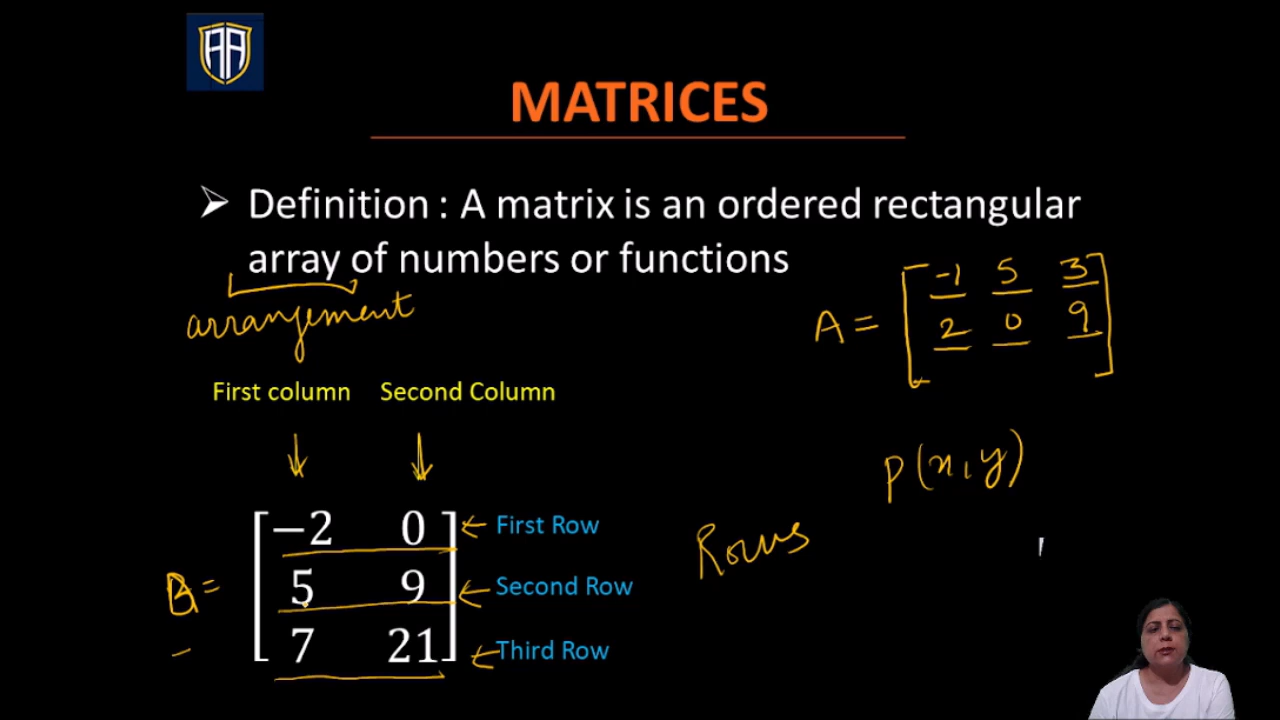 AA
MATRICES
Definition : A matrix is an ordered rectangular
array of numbers or functions
arrangement
A = [ -1 5 3
2 0 9 ]
First column Second Column
P(x, y)
[ −2 0 ] First Row
Rows
B = 5 9 Second Row
7 21 Third Row